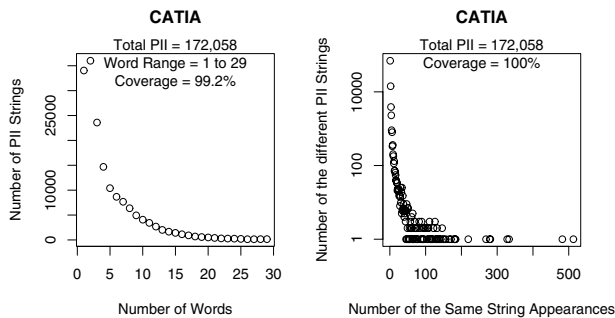 CATIA
Total PII = 172,058
Word Range = 1 to 29
Coverage = 99.2%
Number of PII Strings
0
10000
25000
0 5 10 15 20 25 30
Number of Words
CATIA
Total PII = 172,058
Coverage = 100%
Number of the different PII Strings
1
100
10000
0 100 300 500
Number of the Same String Appearances